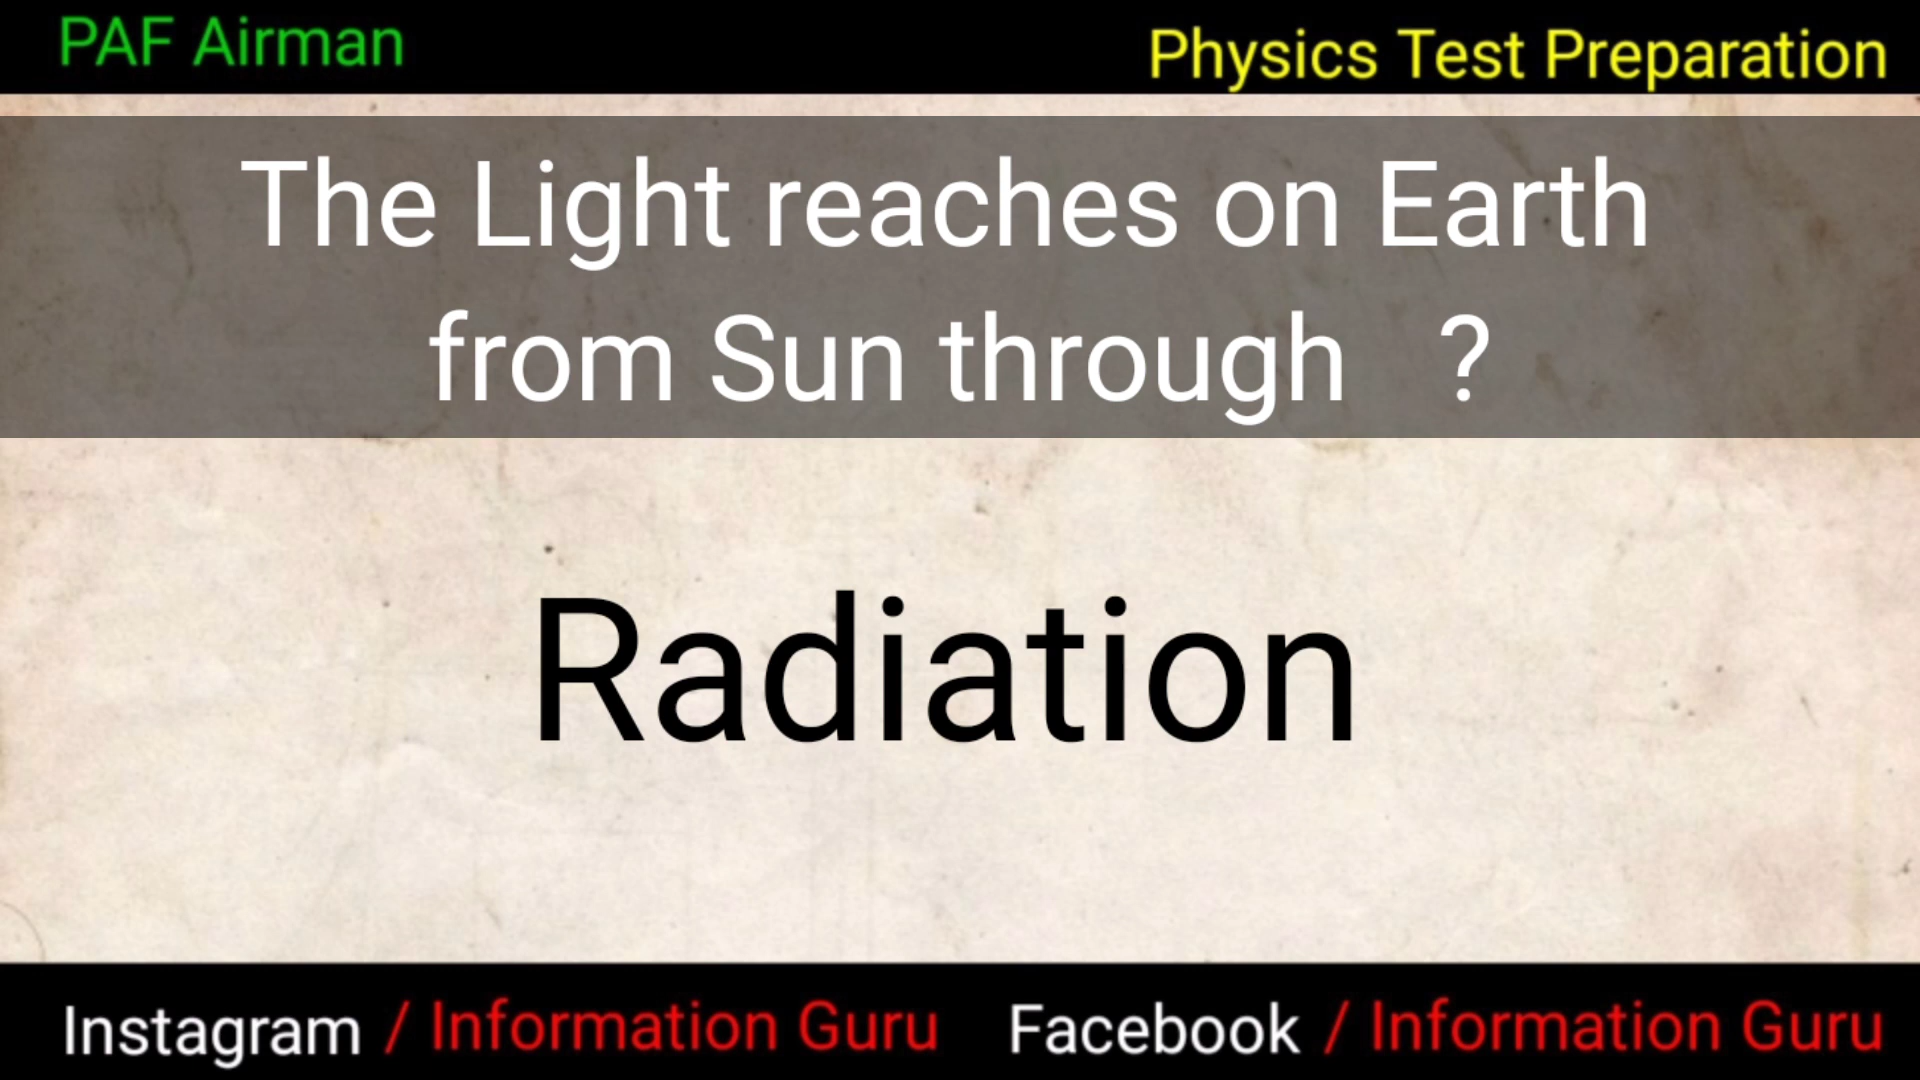 PAF Airman
Physics Test Preparation
The Light reaches on Earth
from Sun through ?
Radiation
Instagram / Information Guru
Facebook / Information Guru